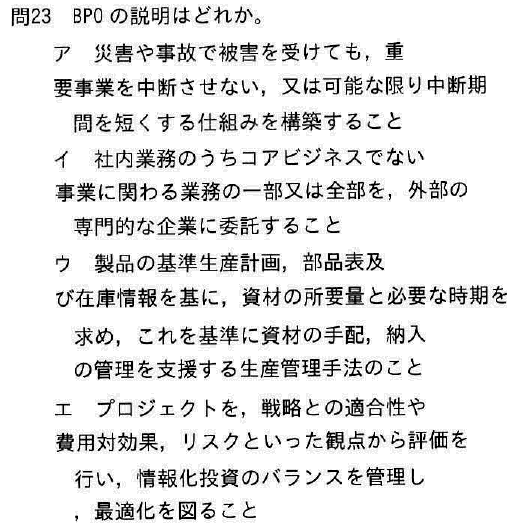 問23　BPO の説明はどれか。
ア　災害や事故で被害を受けても，重
要事業を中断させない，又は可能な限り中断期
間を短くする仕組みを構築すること
イ　社内業務のうちコアビジネスでない
事業に関わる業務の一部又は全部を，外部の
専門的な企業に委託すること
ウ　製品の基準生産計画，部品表及
び在庫情報を基に，資材の所要量と必要な時期を
求め，これを基準に資材の手配，納入
の管理を支援する生産管理手法のこと
エ　プロジェクトを，戦略との適合性や
費用対効果，リスクといった観点から評価を
行い，情報化投資のバランスを管理し
，最適化を図ること